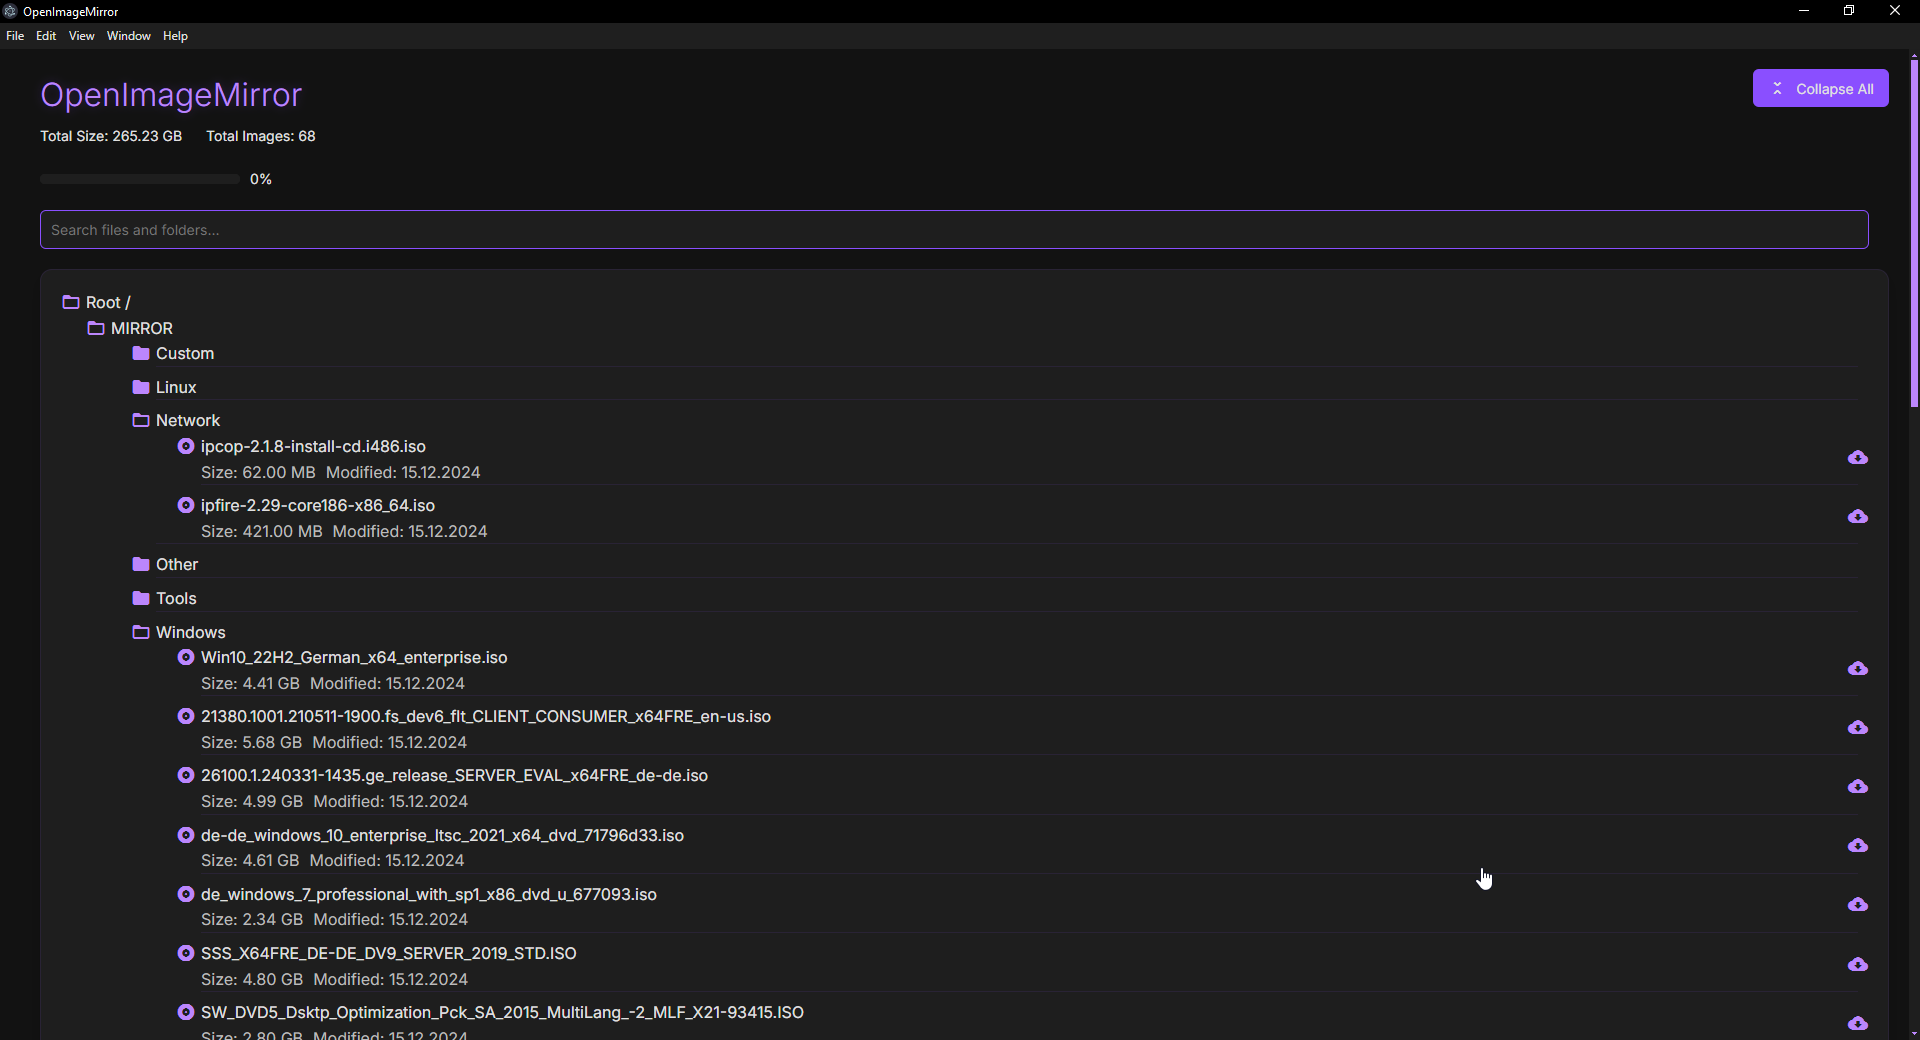 OpenImageMirror
File Edit View Window Help
OpenImageMirror
Collapse All
Total Size: 265.23 GB Total Images: 68
0%
Search files and folders...
Root /
MIRROR
Custom
Linux
Network
ipcop-2.1.8-install-cd.i486.iso
Size: 62.00 MB Modified: 15.12.2024
ipfire-2.29-core186-x86_64.iso
Size: 421.00 MB Modified: 15.12.2024
Other
Tools
Windows
Win10_22H2_German_x64_enterprise.iso
Size: 4.41 GB Modified: 15.12.2024
21380.1001.210511-1900.fs_dev6_flt_CLIENT_CONSUMER_x64FRE_en-us.iso
Size: 5.68 GB Modified: 15.12.2024
26100.1.240331-1435.ge_release_SERVER_EVAL_x64FRE_de-de.iso
Size: 4.99 GB Modified: 15.12.2024
de-de_windows_10_enterprise_ltsc_2021_x64_dvd_71796d33.iso
Size: 4.61 GB Modified: 15.12.2024
de_windows_7_professional_with_sp1_x86_dvd_u_677093.iso
Size: 2.34 GB Modified: 15.12.2024
SSS_X64FRE_DE-DE_DV9_SERVER_2019_STD.ISO
Size: 4.80 GB Modified: 15.12.2024
SW_DVD5_Dsktp_Optimization_Pck_SA_2015_MultiLang_-2_MLF_X21-93415.ISO
Size: 2.80 GB Modified: 15.12.2024